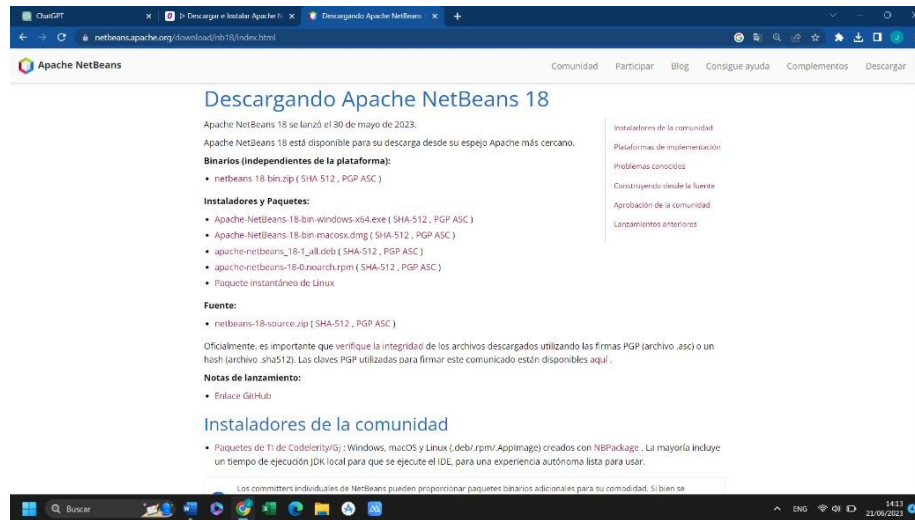 ChatGPT
Descargar e Instalar Apache N
Descargando Apache NetBeans 1
netbeans.apache.org/download/nb18/index.html
Apache NetBeans
Comunidad Participar Blog Consigue ayuda Complementos Descargar
Descargando Apache NetBeans 18
Apache NetBeans 18 se lanzó el 30 de mayo de 2023.
Apache NetBeans 18 está disponible para su descarga desde su espejo Apache más cercano.
Binarios (independientes de la plataforma):
• netbeans-18-bin.zip ( SHA-512 , PGP ASC )
Instaladores y Paquetes:
• Apache-NetBeans-18-bin-windows-x64.exe ( SHA-512 , PGP ASC )
• Apache-NetBeans-18-bin-macosx.dmg ( SHA-512 , PGP ASC )
• apache-netbeans_18-1_all.deb ( SHA-512 , PGP ASC )
• apache-netbeans-18-0.noarch.rpm ( SHA-512 , PGP ASC )
• Paquete instantáneo de Linux
Fuente:
• netbeans-18-source.zip ( SHA-512 , PGP ASC )
Oficialmente, es importante que verifique la integridad de los archivos descargados utilizando las firmas PGP (archivo .asc) o un
hash (archivo .sha512). Las claves PGP utilizadas para firmar este comunicado están disponibles aquí .
Notas de lanzamiento:
• Enlace GitHub
Instaladores de la comunidad
• Paquetes de TI de Codelerity/Gj : Windows, macOS y Linux (.deb/.rpm/.AppImage) creados con NBPackage . La mayoría incluye
un tiempo de ejecución JDK local para que se ejecute el IDE, para una experiencia autónoma lista
para usar.
Los committers individuales de NetBeans pueden proporcionar paquetes binarios adicionales para su comodidad. Si bien se
Instaladores de la comunidad
Plataformas de implementación
Problemas conocidos
Construyendo desde la fuente
Aprobación de la comunidad
Lanzamientos anteriores
Buscar
ENG
14:13
21/06/2023